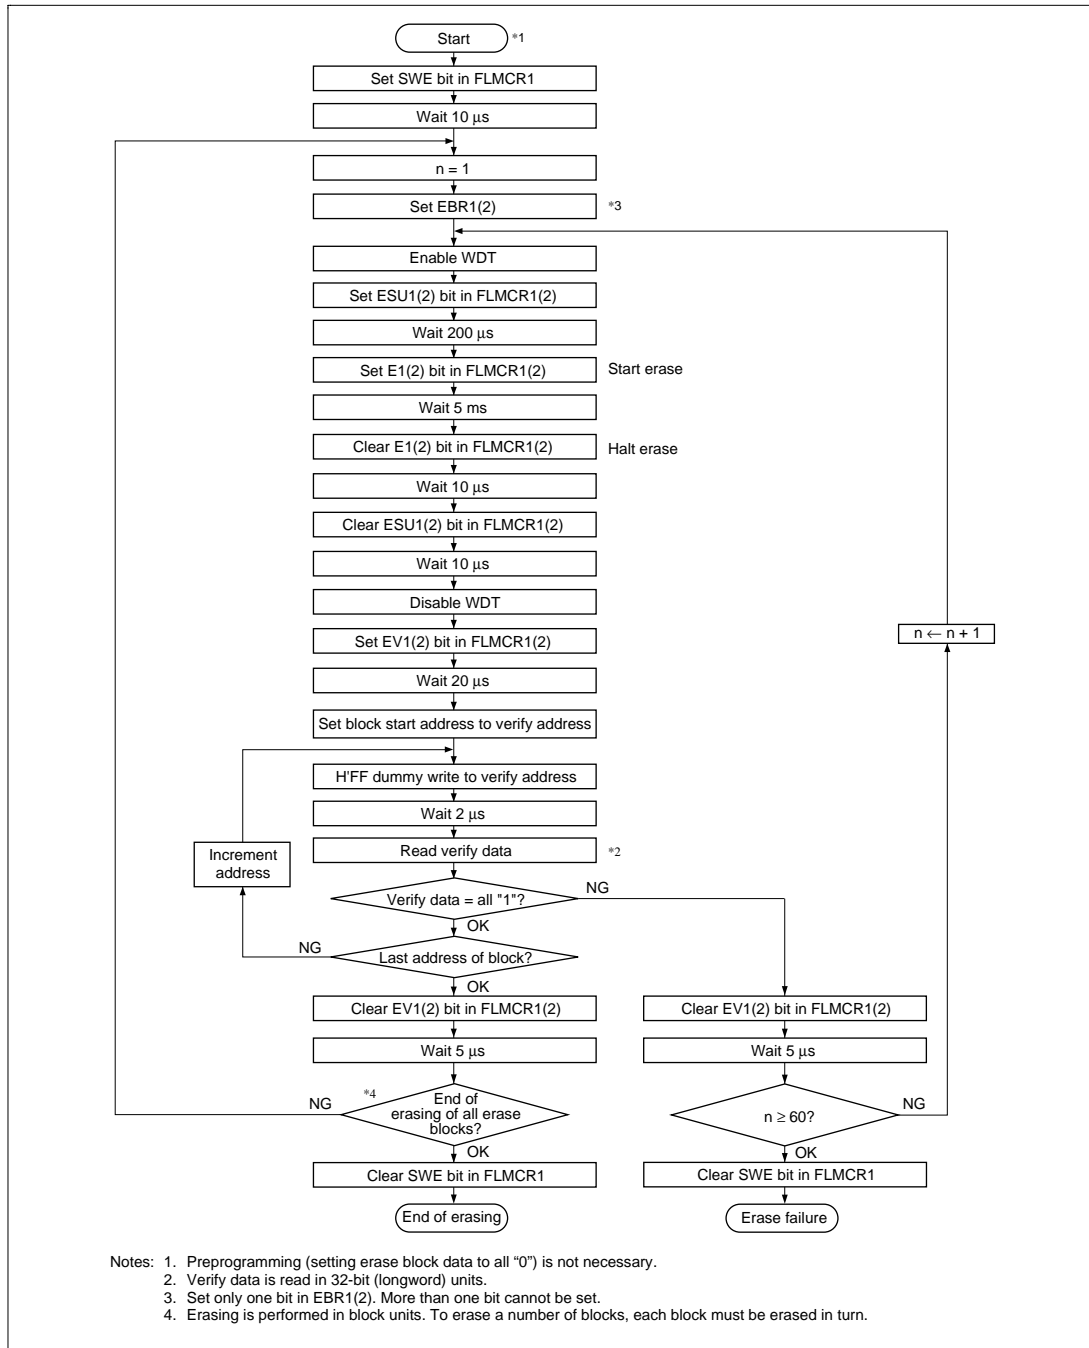 Start *1
Set SWE bit in FLMCR1
Wait 10 μs
n = 1
Set EBR1(2) *3
Enable WDT
Set ESU1(2) bit in FLMCR1(2)
Wait 200 μs
Set E1(2) bit in FLMCR1(2) Start erase
Wait 5 ms
Clear E1(2) bit in FLMCR1(2) Halt erase
Wait 10 μs
Clear ESU1(2) bit in FLMCR1(2)
Wait 10 μs
Disable WDT
Set EV1(2) bit in FLMCR1(2)
n ← n + 1
Wait 20 μs
Set block start address to verify address
H'FF dummy write to verify address
Wait 2 μs
Read verify data *2
Increment
address
Verify data = all "1"?
NG
OK
NG
Last address of block?
OK
Clear EV1(2) bit in FLMCR1(2)
Clear EV1(2) bit in FLMCR1(2)
Wait 5 μs
Wait 5 μs
*4
NG
End of
erasing of all erase
blocks?
n ≥ 60?
NG
OK
OK
Clear SWE bit in FLMCR1
Clear SWE bit in FLMCR1
End of erasing
Erase failure
Notes: 1. Preprogramming (setting erase block data to all “0”) is not necessary.
2. Verify data is read in 32-bit (longword) units.
3. Set only one bit in EBR1(2). More than one bit cannot be set.
4. Erasing is performed in block units. To erase a number of blocks, each block must be erased in turn.